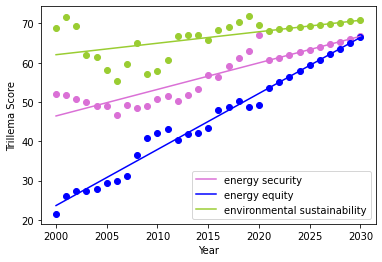 70
60
50
40
30
20
Trillema Score
2000
2005
2010
2015
2020
2025
2030
Year
energy security
energy equity
environmental sustainability